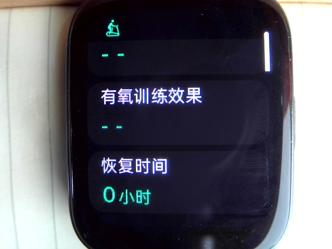 --
有氧训练效果
--
恢复时间
0小时